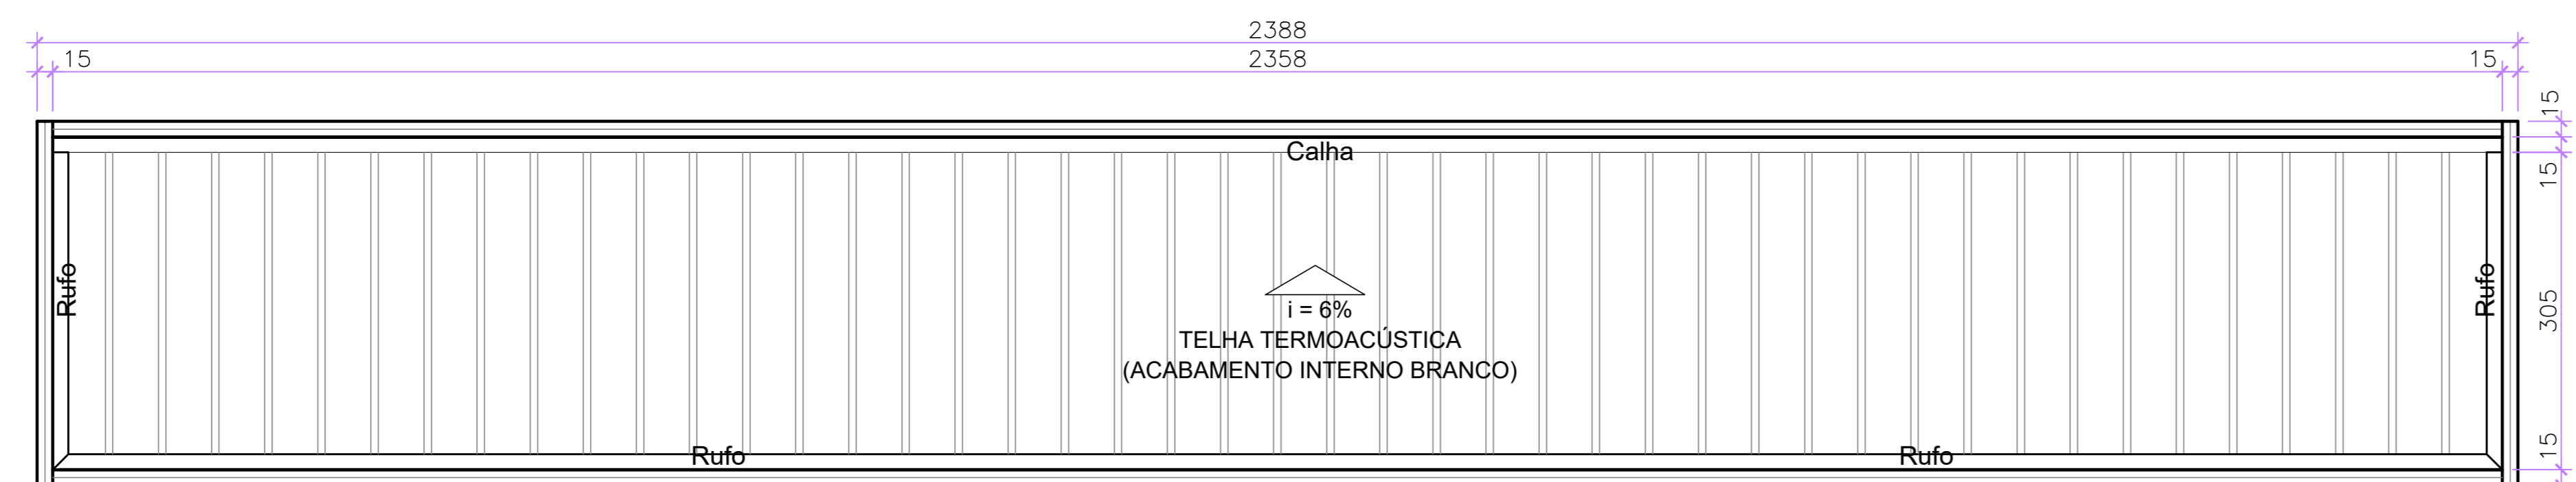 2388
15
2358
15
15
Calha
15
Rufo
Rufo
i = 6%
305
TELHA TERMOACÚSTICA
(ACABAMENTO INTERNO BRANCO)
Rufo
Rufo
15